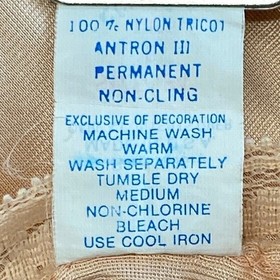 100% NYLON TRICOT
ANTRON III
PERMANENT
NON-CLING
EXCLUSIVE OF DECORATION
MACHINE WASH
WARM
WASH SEPARATELY
TUMBLE DRY
MEDIUM
NON-CHLORINE
BLEACH
USE COOL IRON